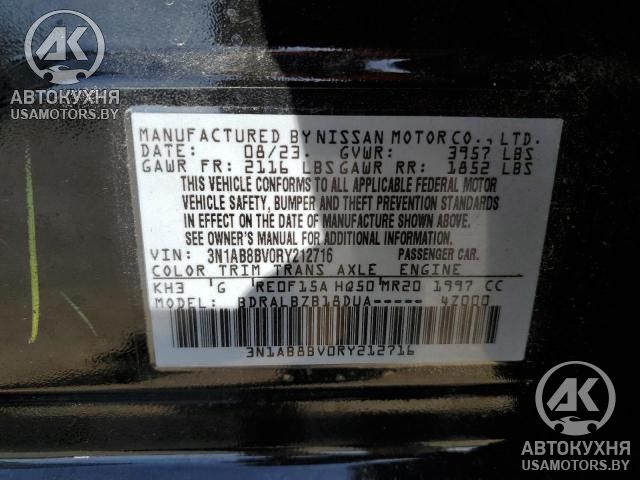 AK
АВТОКУХНЯ
USAMOTORS.BY
MANUFACTURED BY NISSAN MOTOR CO., LTD.
DATE: 08/23. GVWR: 3957 LBS
GAWR FR: 2116 LBS GAWR RR: 1852 LBS
THIS VEHICLE CONFORMS TO ALL APPLICABLE FEDERAL MOTOR
VEHICLE SAFETY, BUMPER AND THEFT PREVENTION STANDARDS
IN EFFECT ON THE DATE OF MANUFACTURE SHOWN ABOVE.
SEE OWNER'S MANUAL FOR ADDITIONAL INFORMATION.
VIN: 3N1AB8BV0RY212716 PASSENGER CAR.
COLOR TRIM TRANS AXLE ENGINE
KH3 G RE0F15A HQ50 MR20 1997 CC
MODEL: BDRALBZB18DUA----- 4Z000
3N1AB8BV0RY212716
AK
АВТОКУХНЯ
USAMOTORS.BY